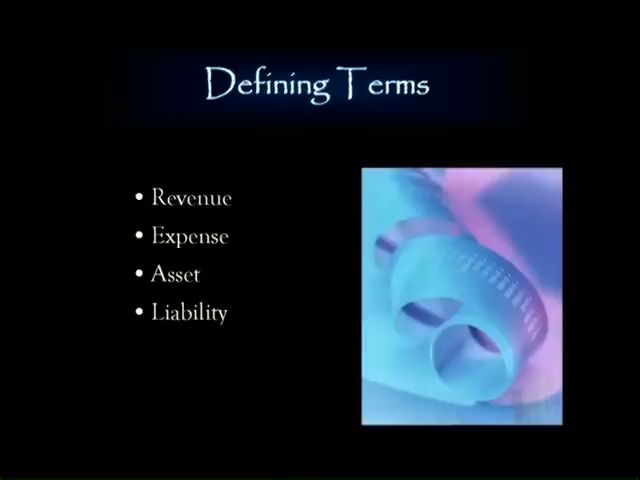 Defining Terms
• Revenue
• Expense
• Asset
• Liability